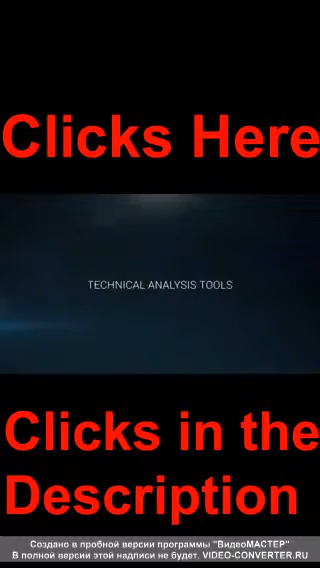 Clicks Here
TECHNICAL ANALYSIS TOOLS
Clicks in the
Description
Создано в пробной версии программы "ВидеоМАСТЕР"
В полной версии этой надписи не будет. VIDEO-CONVERTER.RU